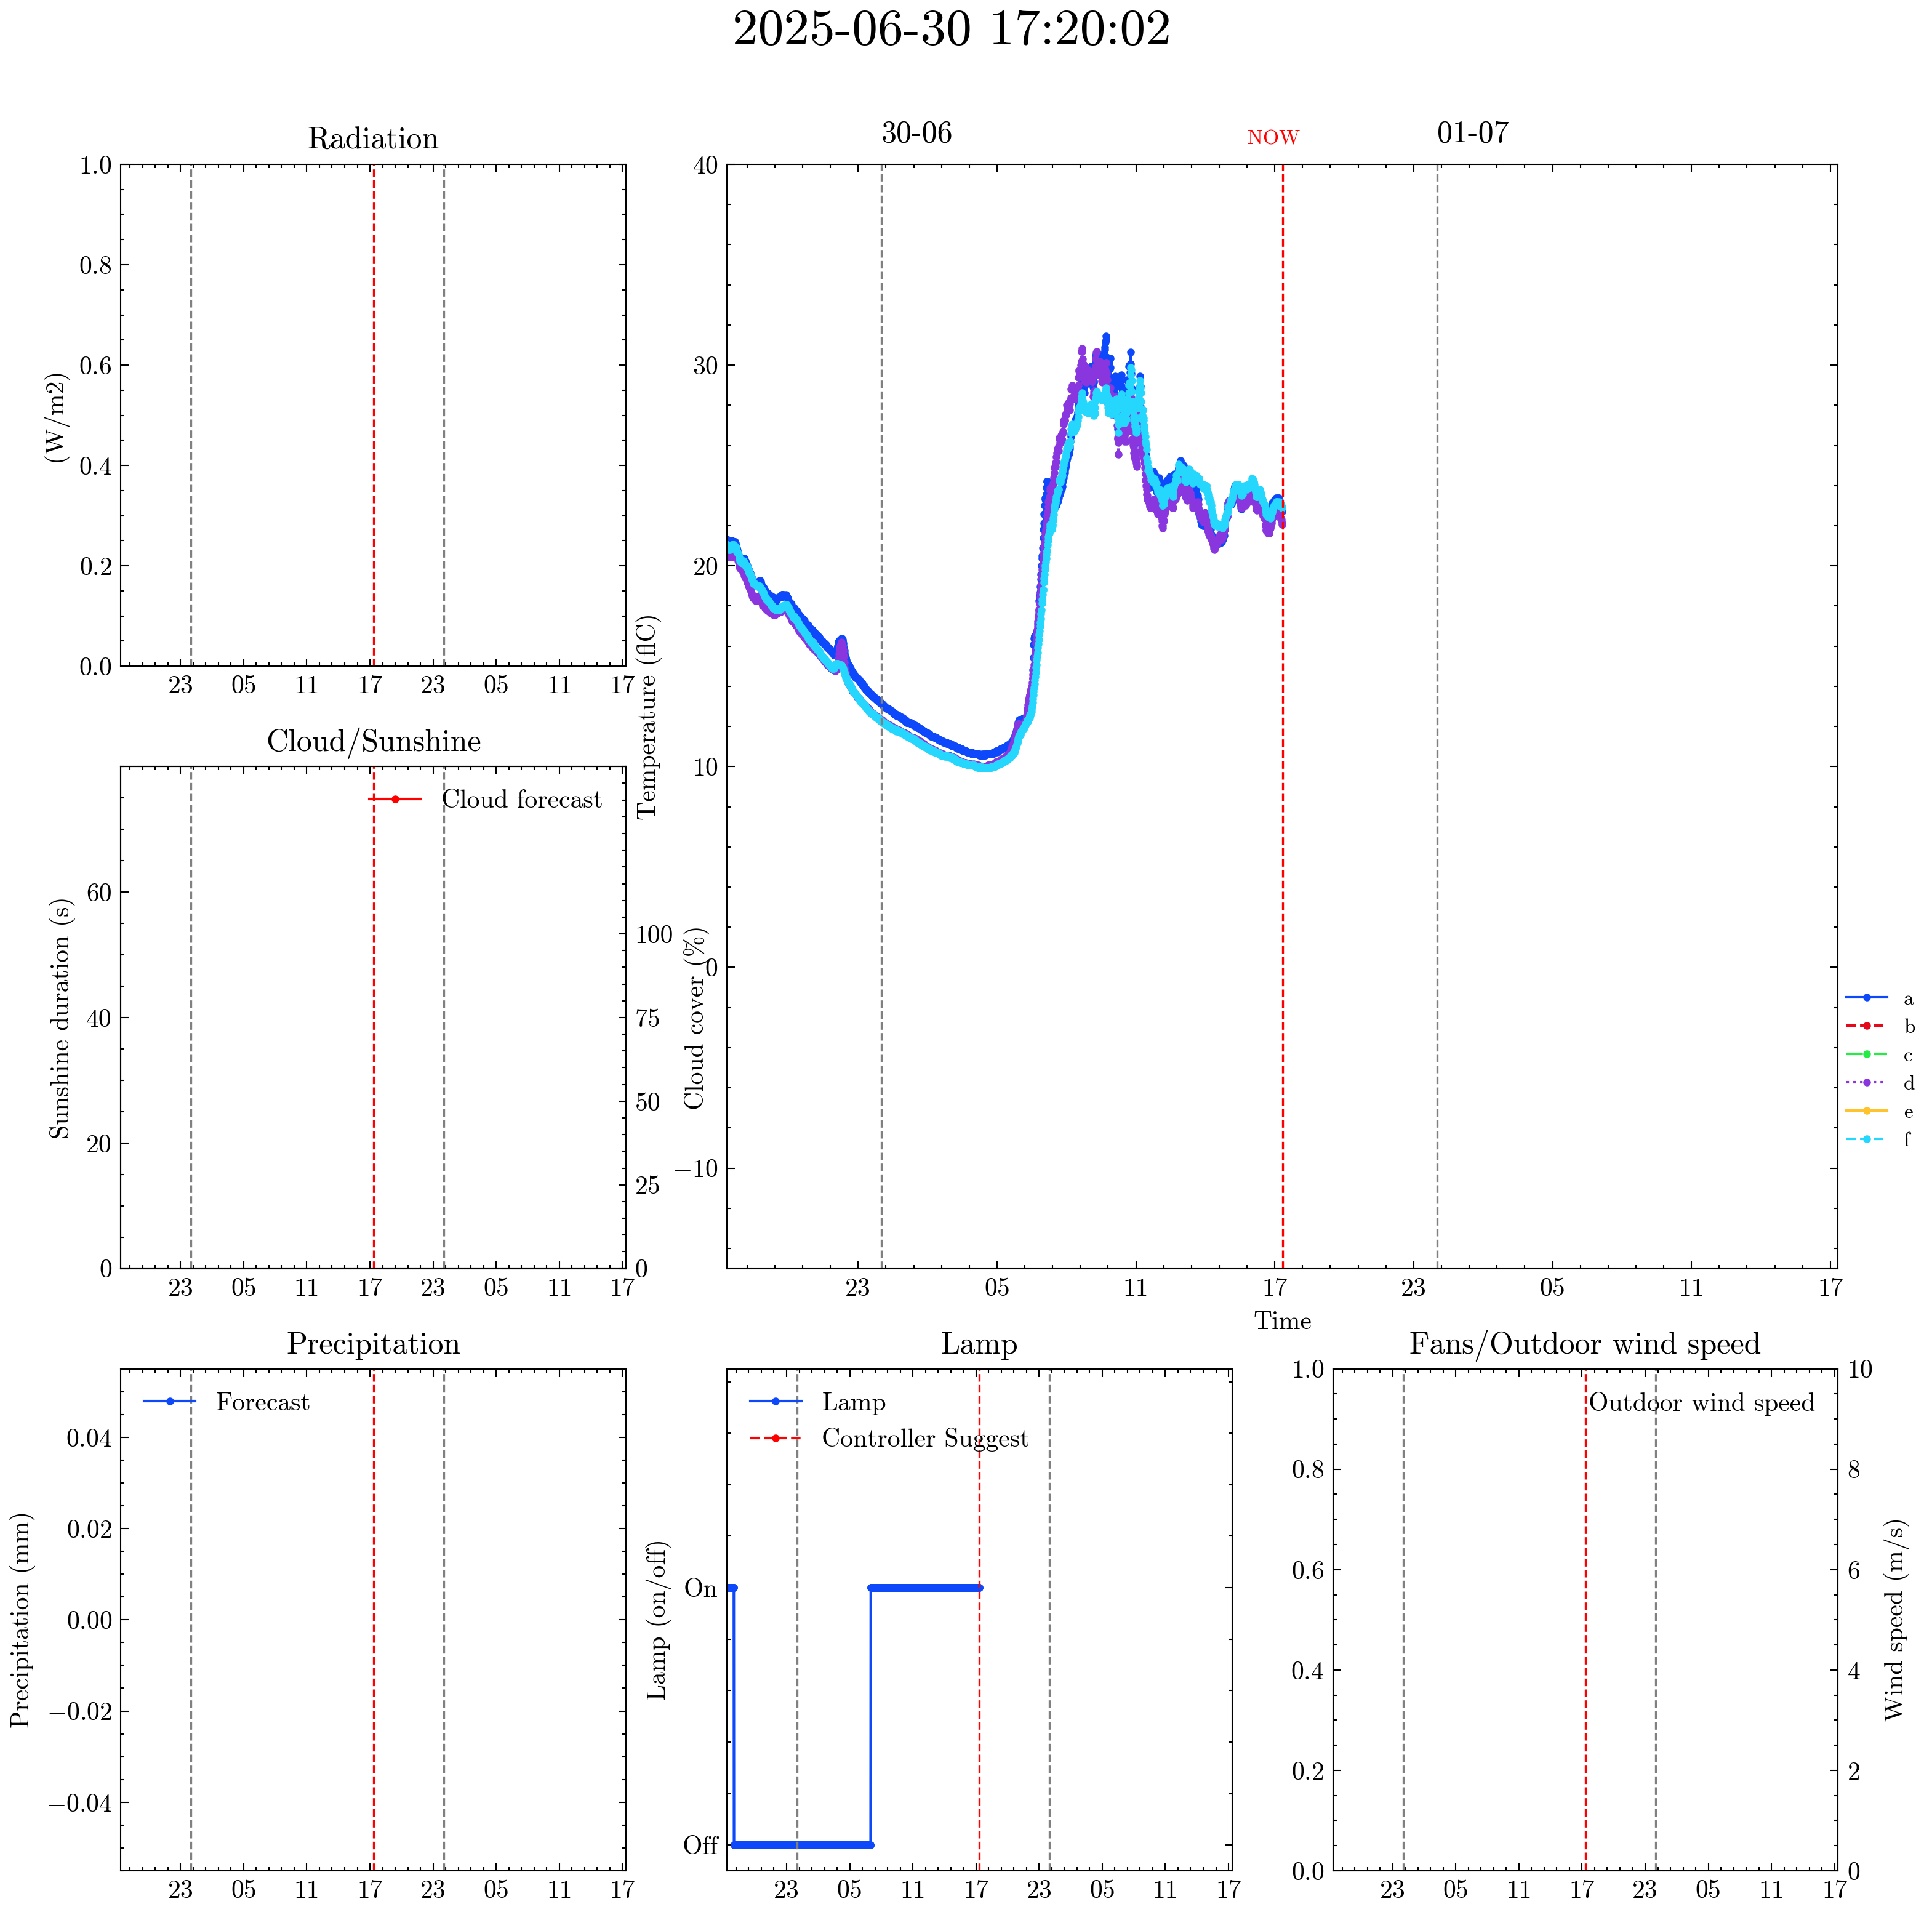 2025-06-30 17:20:02
Radiation
1.0
0.8
0.6
0.4
0.2
0.0
(W/m2)
23 05 11 17 23 05 11 17
30-06
NOW
01-07
40
30
20
10
0
−10
Temperature (flC)
23 05 11 17 23 05 11 17
Time
a
b
c
d
e
f
Cloud/Sunshine
Cloud forecast
60
40
20
0
Sunshine duration (s)
100
75
50
25
0
Cloud cover (%)
23 05 11 17 23 05 11 17
Precipitation
Forecast
0.04
0.02
0.00
−0.02
−0.04
Precipitation (mm)
23 05 11 17 23 05 11 17
Lamp
Lamp
Controller Suggest
On
Off
Lamp (on/off)
23 05 11 17 23 05 11 17
Fans/Outdoor wind speed
Outdoor wind speed
1.0
0.8
0.6
0.4
0.2
0.0
10
8
6
4
2
0
Wind speed (m/s)
23 05 11 17 23 05 11 17